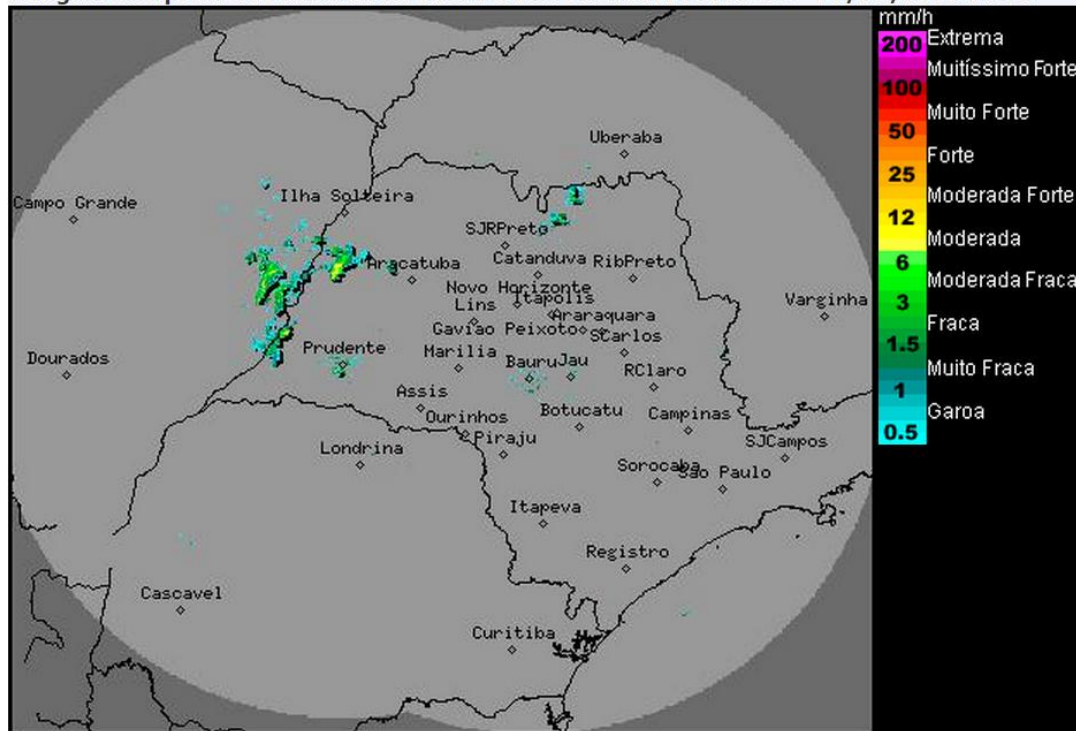 mm/h
200 Extrema
Muitíssimo Forte
100
Muito Forte
50
Forte
25
Moderada Forte
12
Moderada
6
Moderada Fraca
3
Fraca
1.5
Muito Fraca
1
Garoa
0.5
Uberaba
Campo Grande
Ilha Solteira
SJRPreto
Aracatuba
Catanduva
RibPreto
Novo Horizonte
Lins
Itapolis
Varginha
Araraquara
Gaviao Peixoto
SCarlos
Dourados
Prudente
Marilia
Bauru
Jau
RClaro
Assis
Ourinhos
Botucatu
Campinas
Piraju
Londrina
SJCampos
Sorocaba
Sao Paulo
Itapeva
Registro
Cascavel
Curitiba